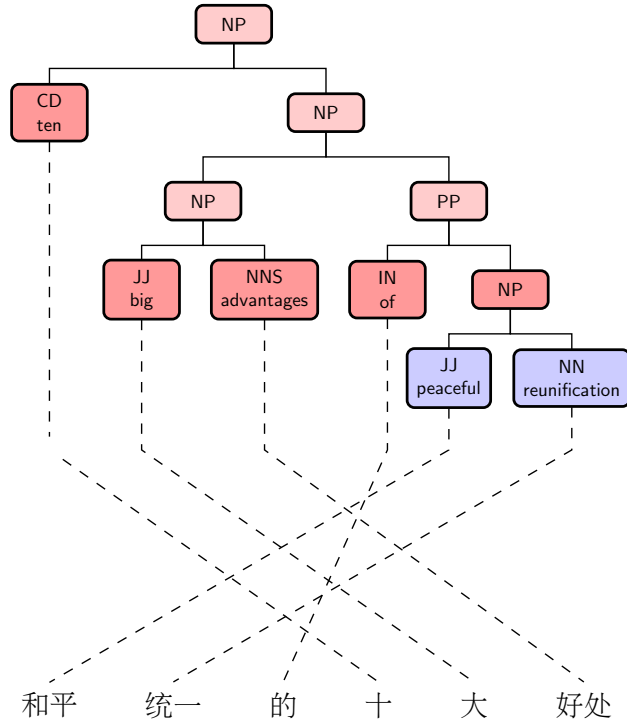 NP
CD
ten
NP
NP
PP
JJ
big
NNS
advantages
IN
of
NP
JJ
peaceful
NN
reunification
和平 统一 的 十 大 好处